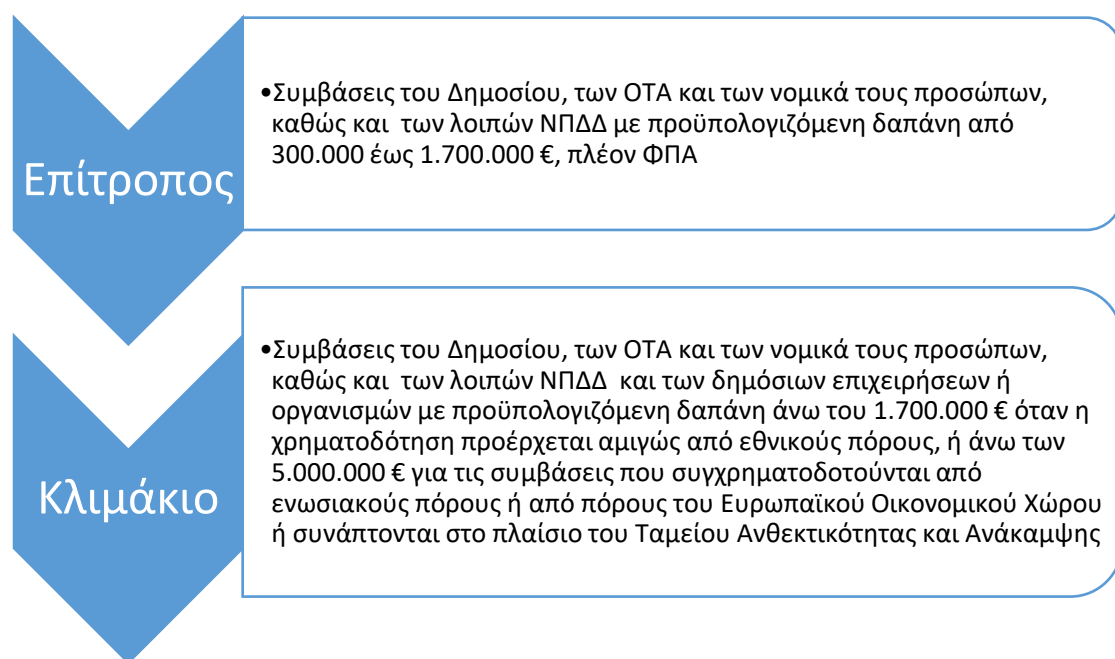 Επίτροπος
•Συμβάσεις του Δημοσίου, των ΟΤΑ και των νομικά τους προσώπων,
καθώς και των λοιπών ΝΠΔΔ με προϋπολογιζόμενη δαπάνη από
300.000 έως 1.700.000 €, πλέον ΦΠΑ
Κλιμάκιο
•Συμβάσεις του Δημοσίου, των ΟΤΑ και των νομικά τους προσώπων,
καθώς και των λοιπών ΝΠΔΔ και των δημόσιων επιχειρήσεων ή
οργανισμών με προϋπολογιζόμενη δαπάνη άνω του 1.700.000 € όταν η
χρηματοδότηση προέρχεται αμιγώς από εθνικούς πόρους, ή άνω των
5.000.000 € για τις συμβάσεις που συγχρηματοδοτούνται από
ενωσιακούς πόρους ή από πόρους του Ευρωπαϊκού Οικονομικού Χώρου
ή συνάπτονται στο πλαίσιο του Ταμείου Ανθεκτικότητας και Ανάκαμψης